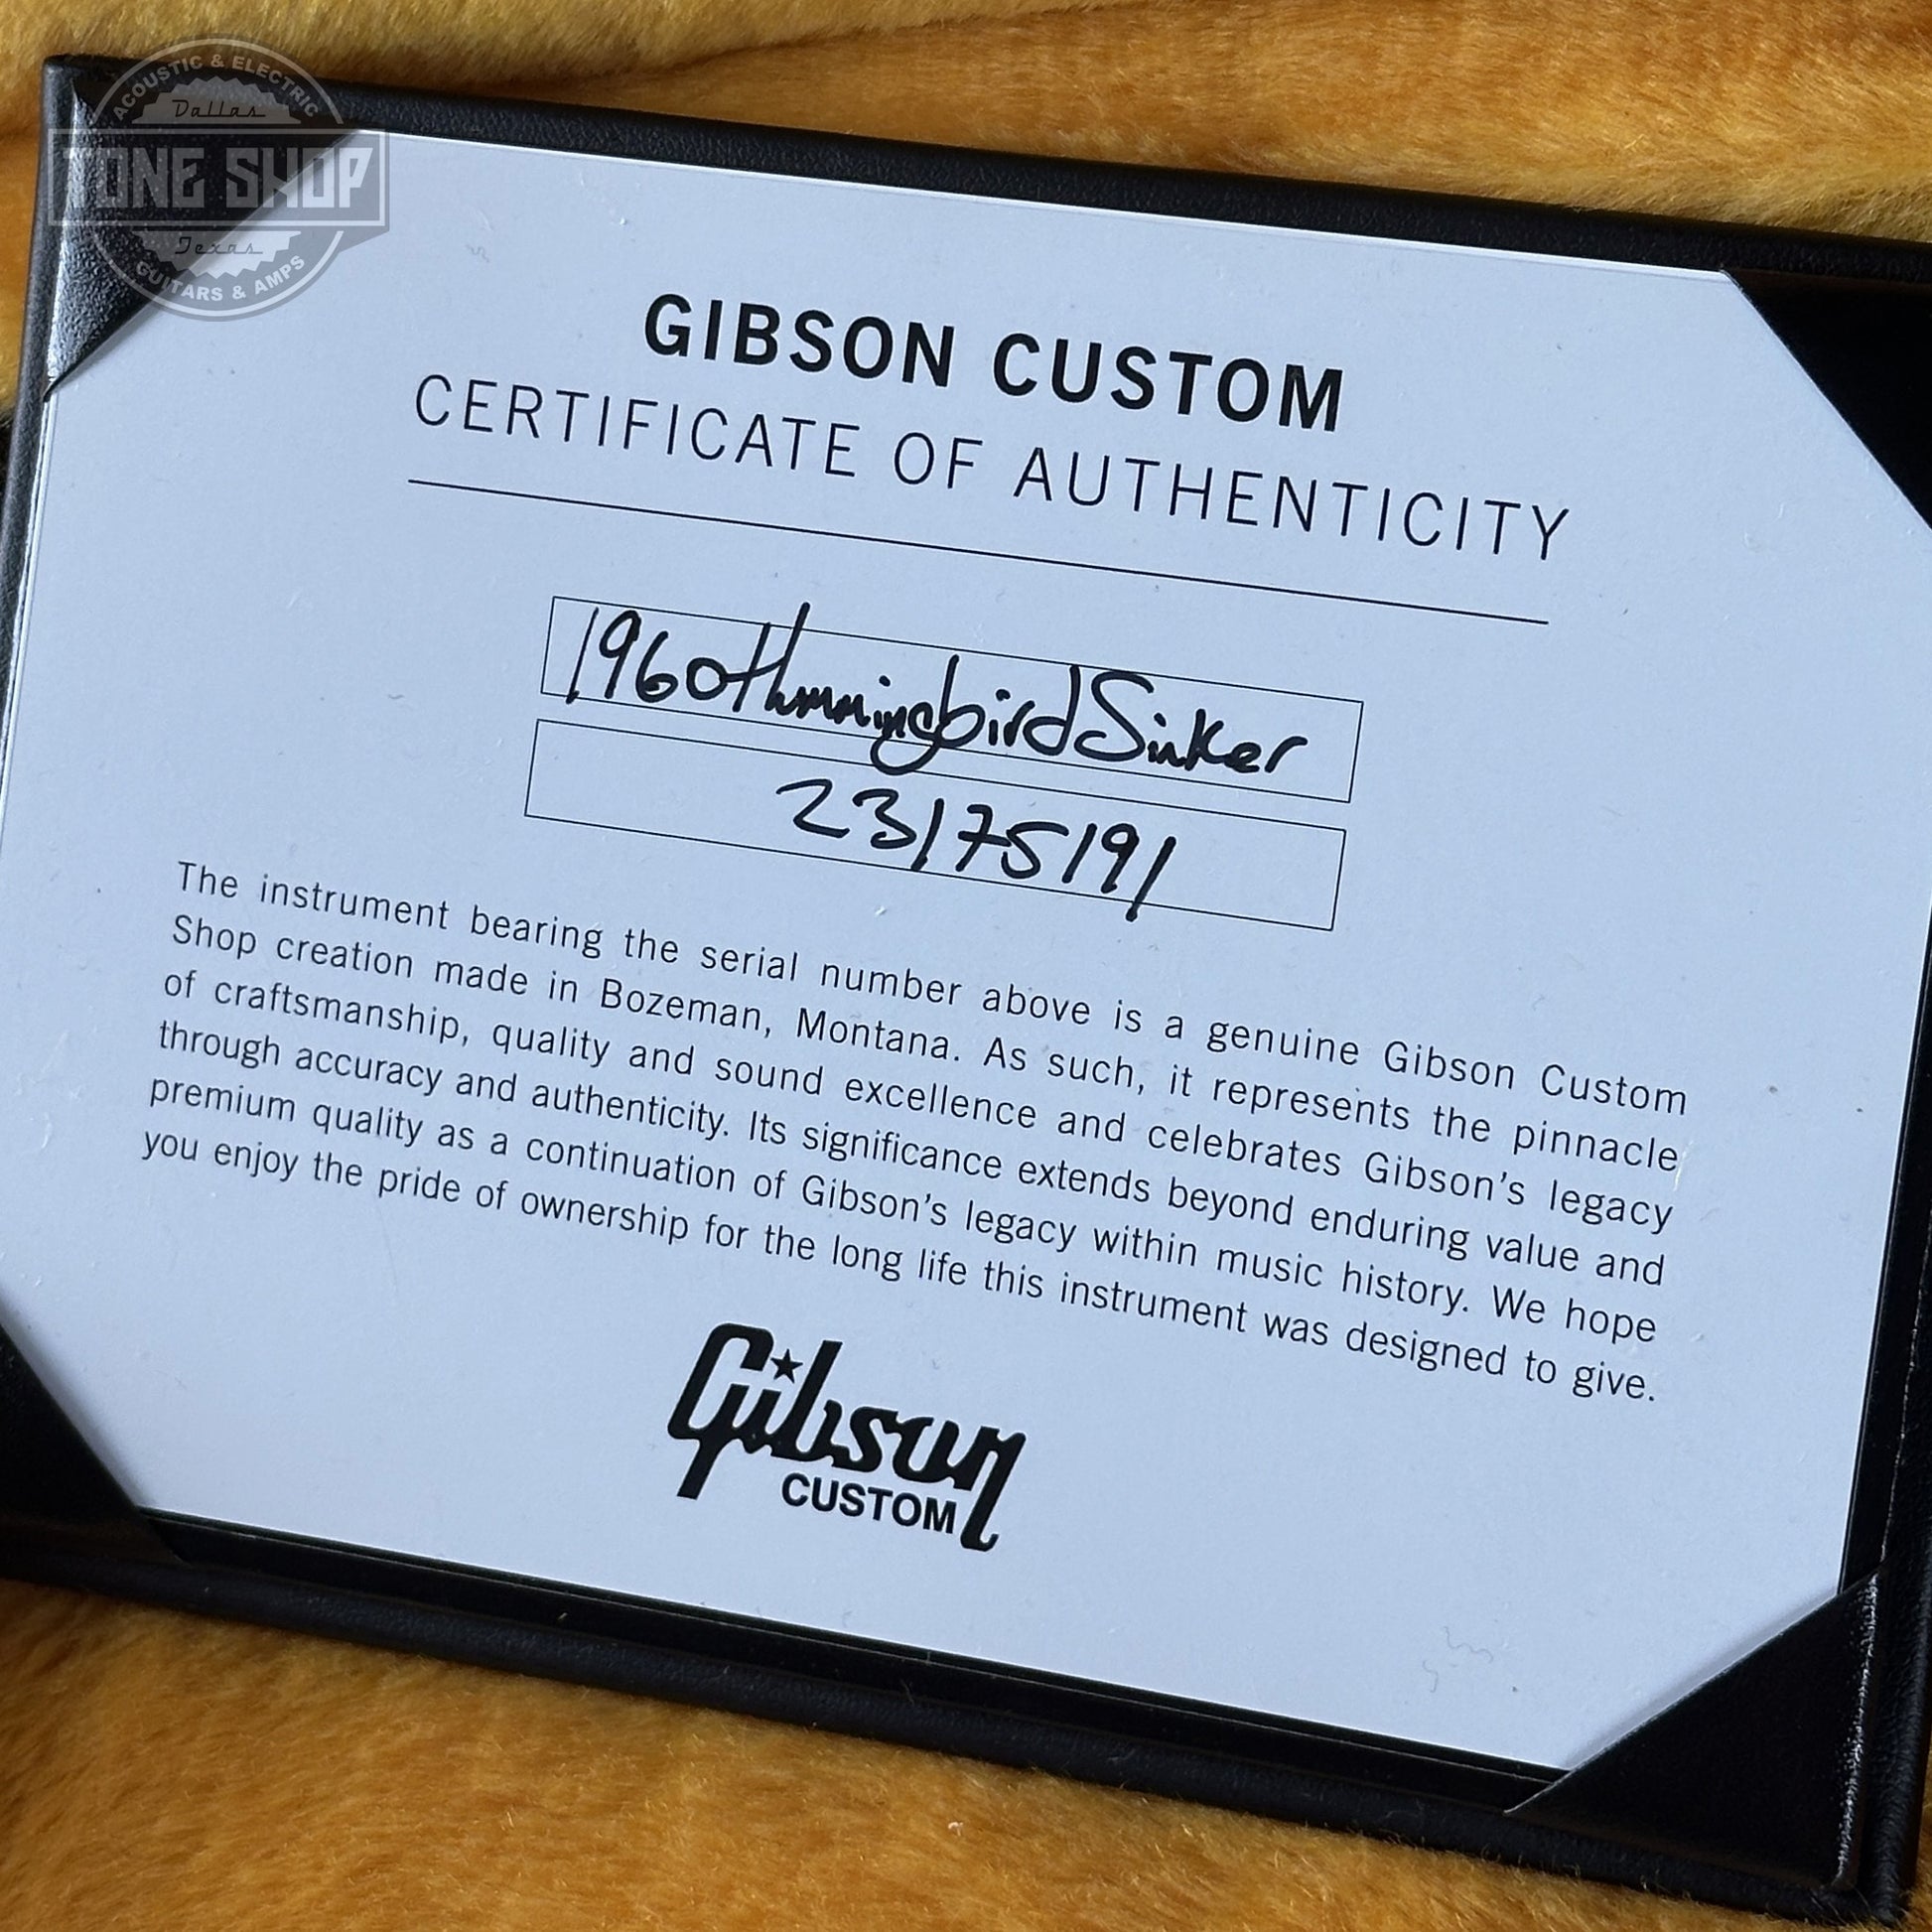 ACOUSTIC & ELECTRIC
Dallas
TONE SHOP
Texas
GUITARS & AMPS
GIBSON CUSTOM
CERTIFICATE OF AUTHENTICITY
1960 Hummingbird Sinker
23175191
The instrument bearing the serial number above is a genuine Gibson Custom
Shop creation made in Bozeman, Montana. As such, it represents the pinnacle
of craftsmanship, quality and sound excellence and celebrates Gibson's legacy
through accuracy and authenticity. Its significance extends beyond enduring value and
premium quality as a continuation of Gibson's legacy within music history. We hope
you enjoy the pride of ownership for the long life this instrument was designed to give.
Gibson
CUSTOM